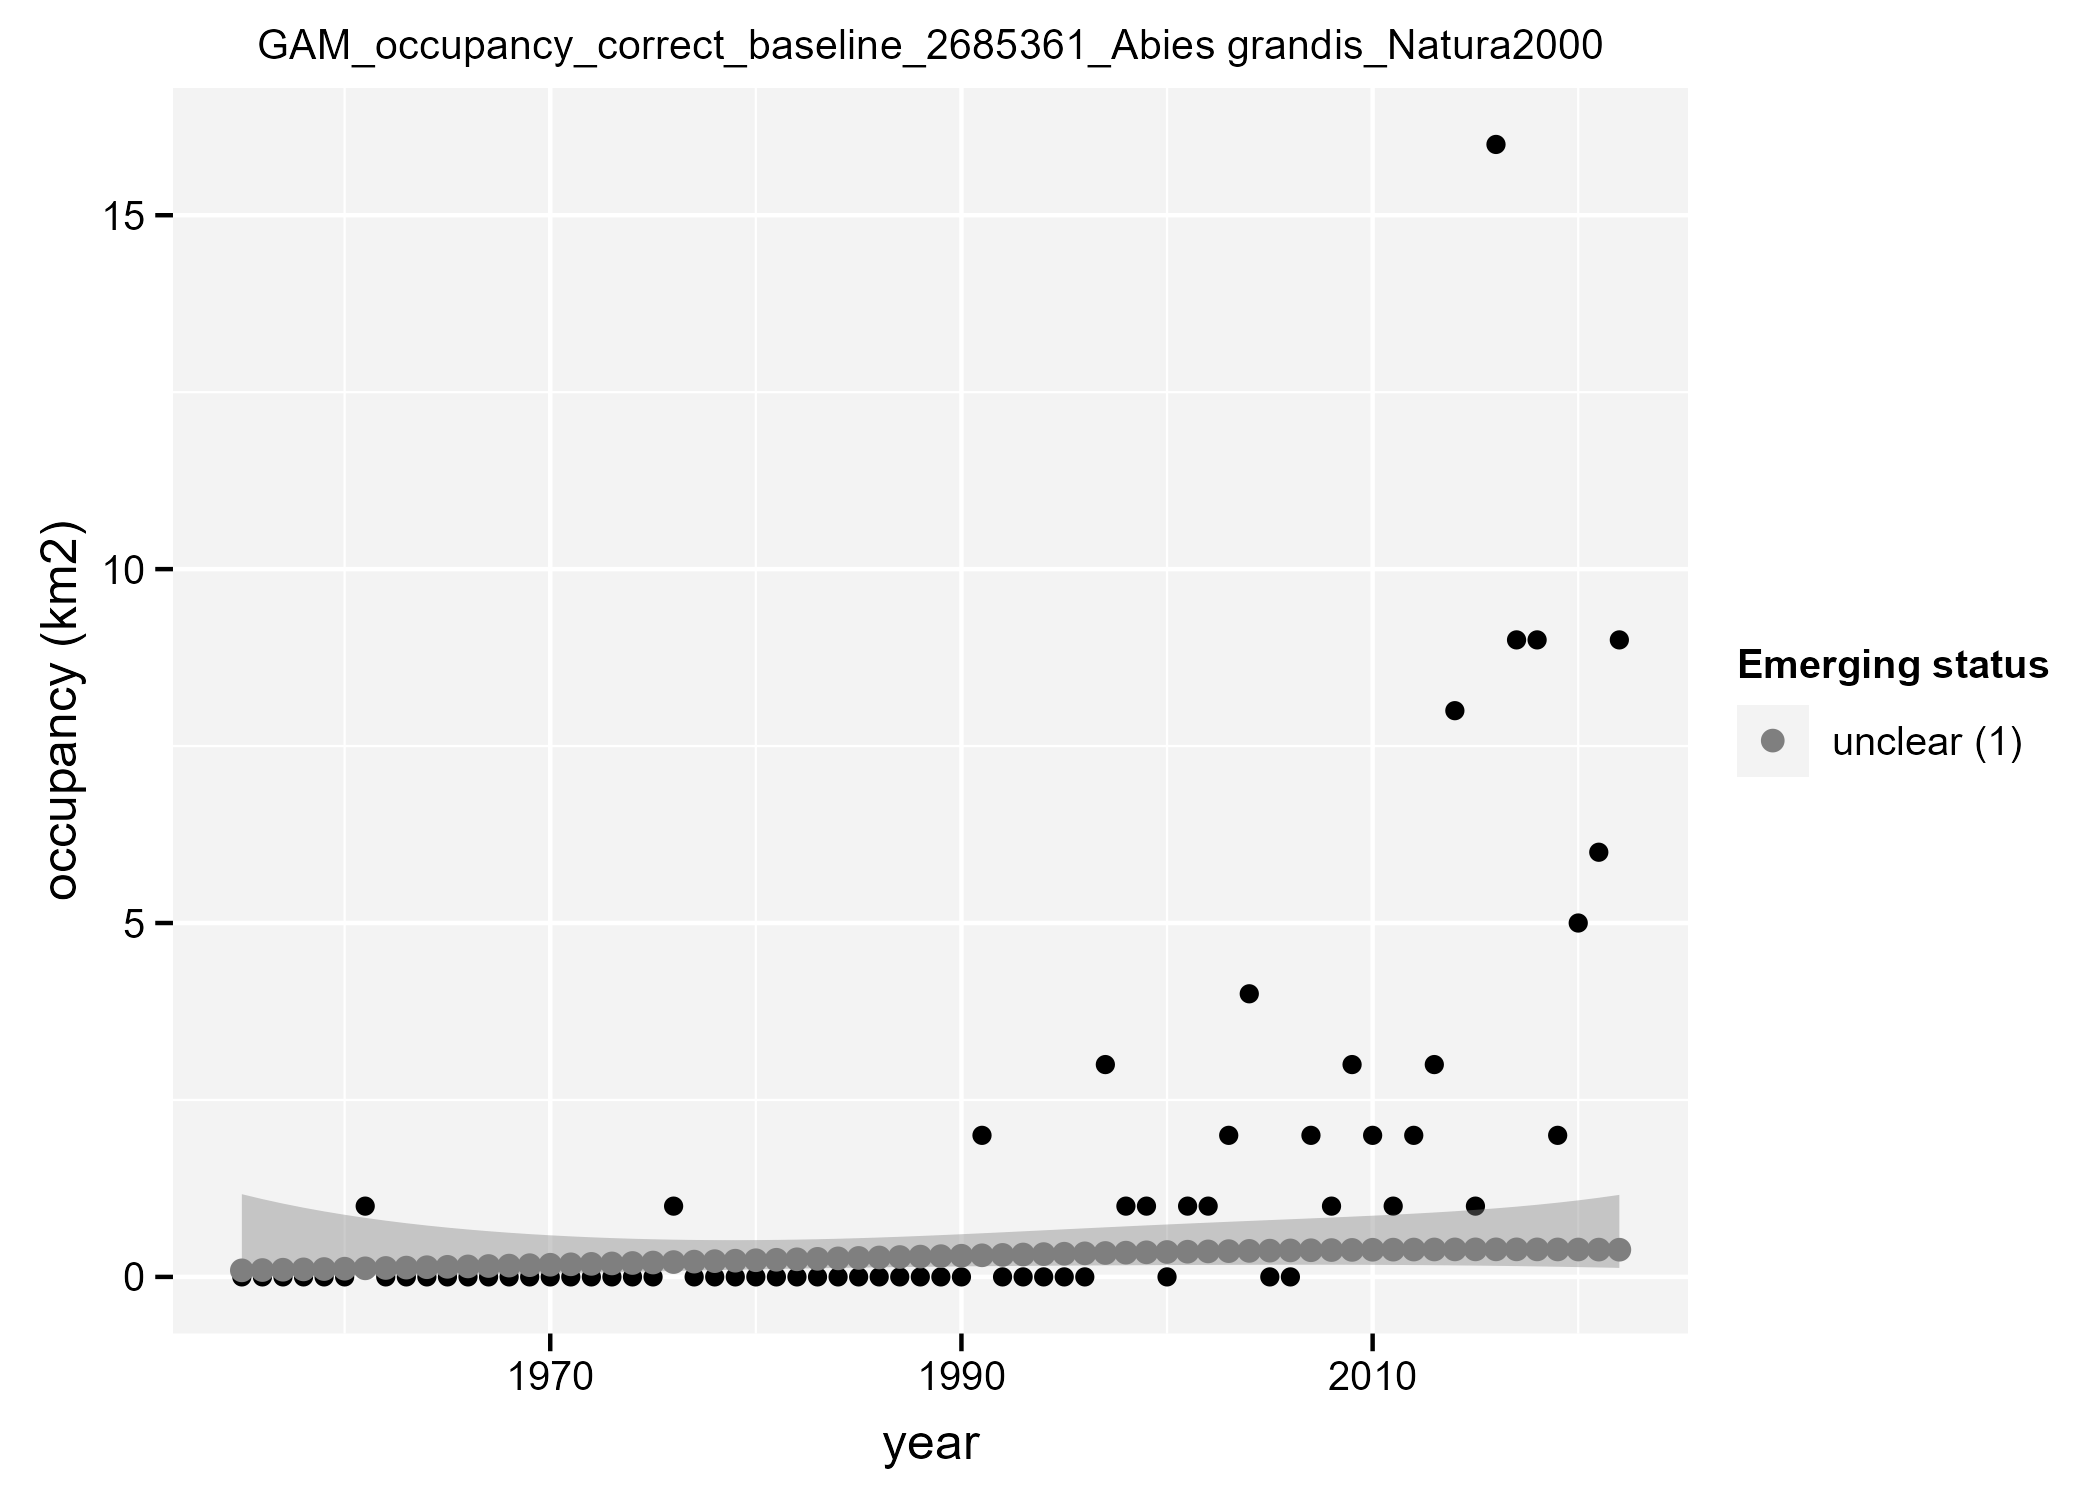 GAM_occupancy_correct_baseline_2685361_Abies grandis_Natura2000
15
10
5
0
occupancy (km2)
1970
1990
2010
year
Emerging status
unclear (1)